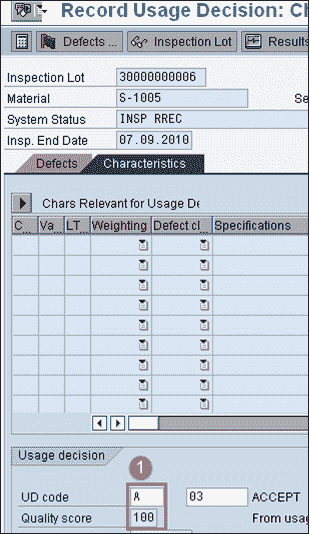 Record Usage Decision: C
Defects ... Inspection Lot Results
Inspection Lot 30000000006
Material S-1005 Se
System Status INSP RREC
Insp. End Date 07.09.2010
Defects Characteristics
Chars Relevant for Usage De
C... Va... LT... Weighting Defect cl... Specifications
Usage decision
1
UD code A 03 ACCEPT
Quality score 100 From usag